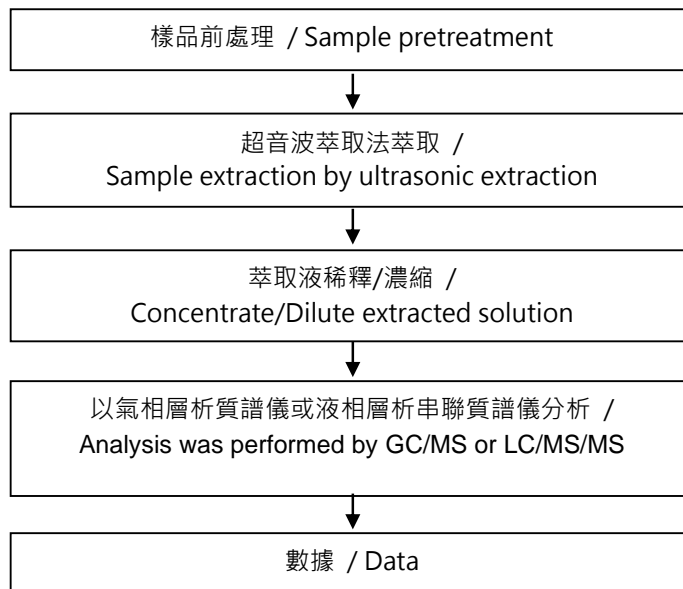 樣品前處理 / Sample pretreatment
超音波萃取法萃取 /
Sample extraction by ultrasonic extraction
萃取液稀釋/濃縮 /
Concentrate/Dilute extracted solution
以氣相層析質譜儀或液相層析串聯質譜儀分析 /
Analysis was performed by GC/MS or LC/MS/MS
數據 / Data